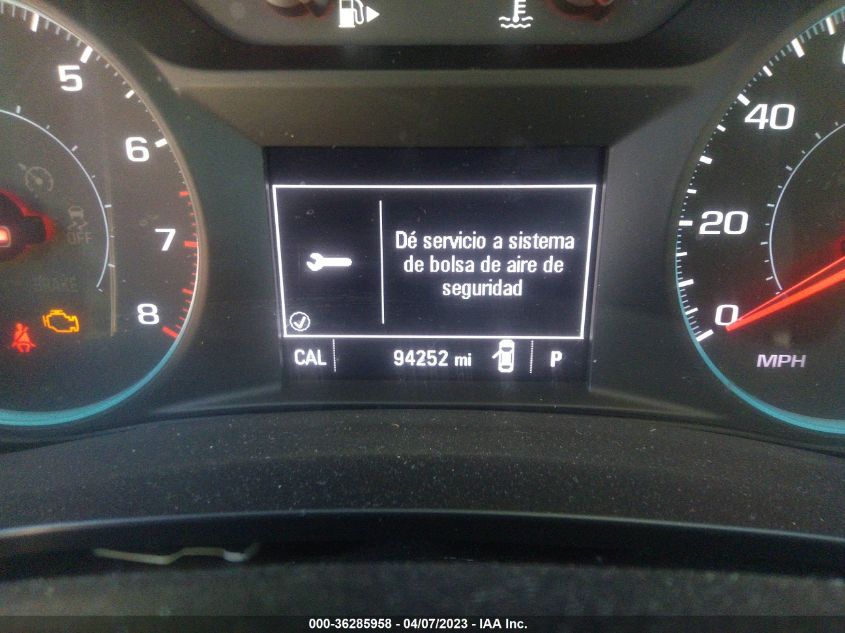 5
6
7
8
OFF
BRAKE
Dé servicio a sistema
de bolsa de aire de
seguridad
CAL
94252 mi
P
40
20
0
MPH
000-36285958 - 04/07/2023 - IAA Inc.